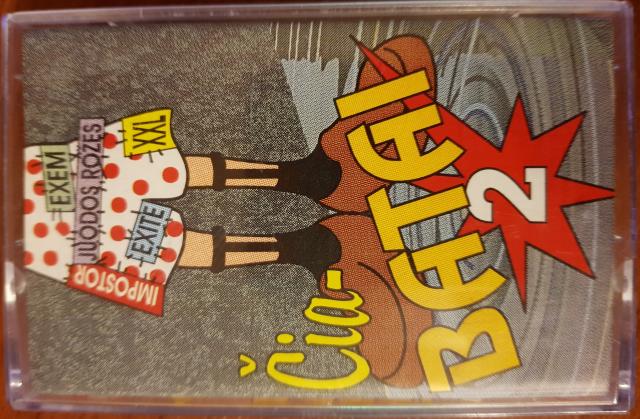 EXEM
JUODOS ROŽĖS
XXL
EXITE
IMPOSTOR
Čia-
BATAI
2